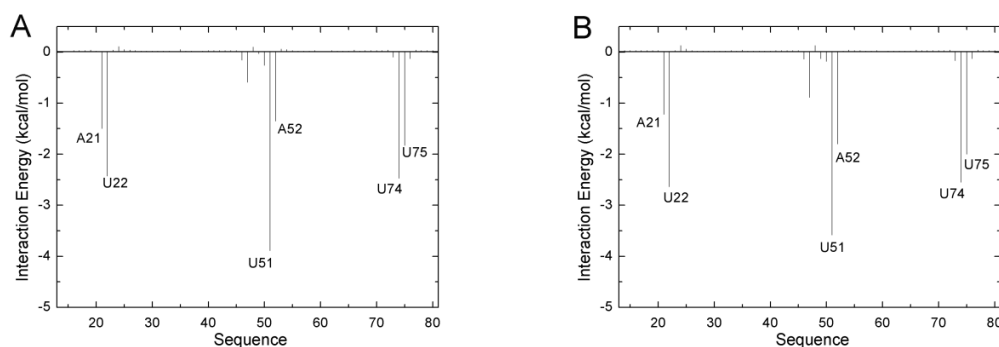 A
Interaction Energy (kcal/mol)
0
-1
-2
-3
-4
-5
A21
U22
A52
U51
U75
U74
20 30 40 50 60 70 80
Sequence
B
Interaction Energy (kcal/mol)
0
-1
-2
-3
-4
-5
A21
U22
A52
U51
U75
U74
20 30 40 50 60 70 80
Sequence